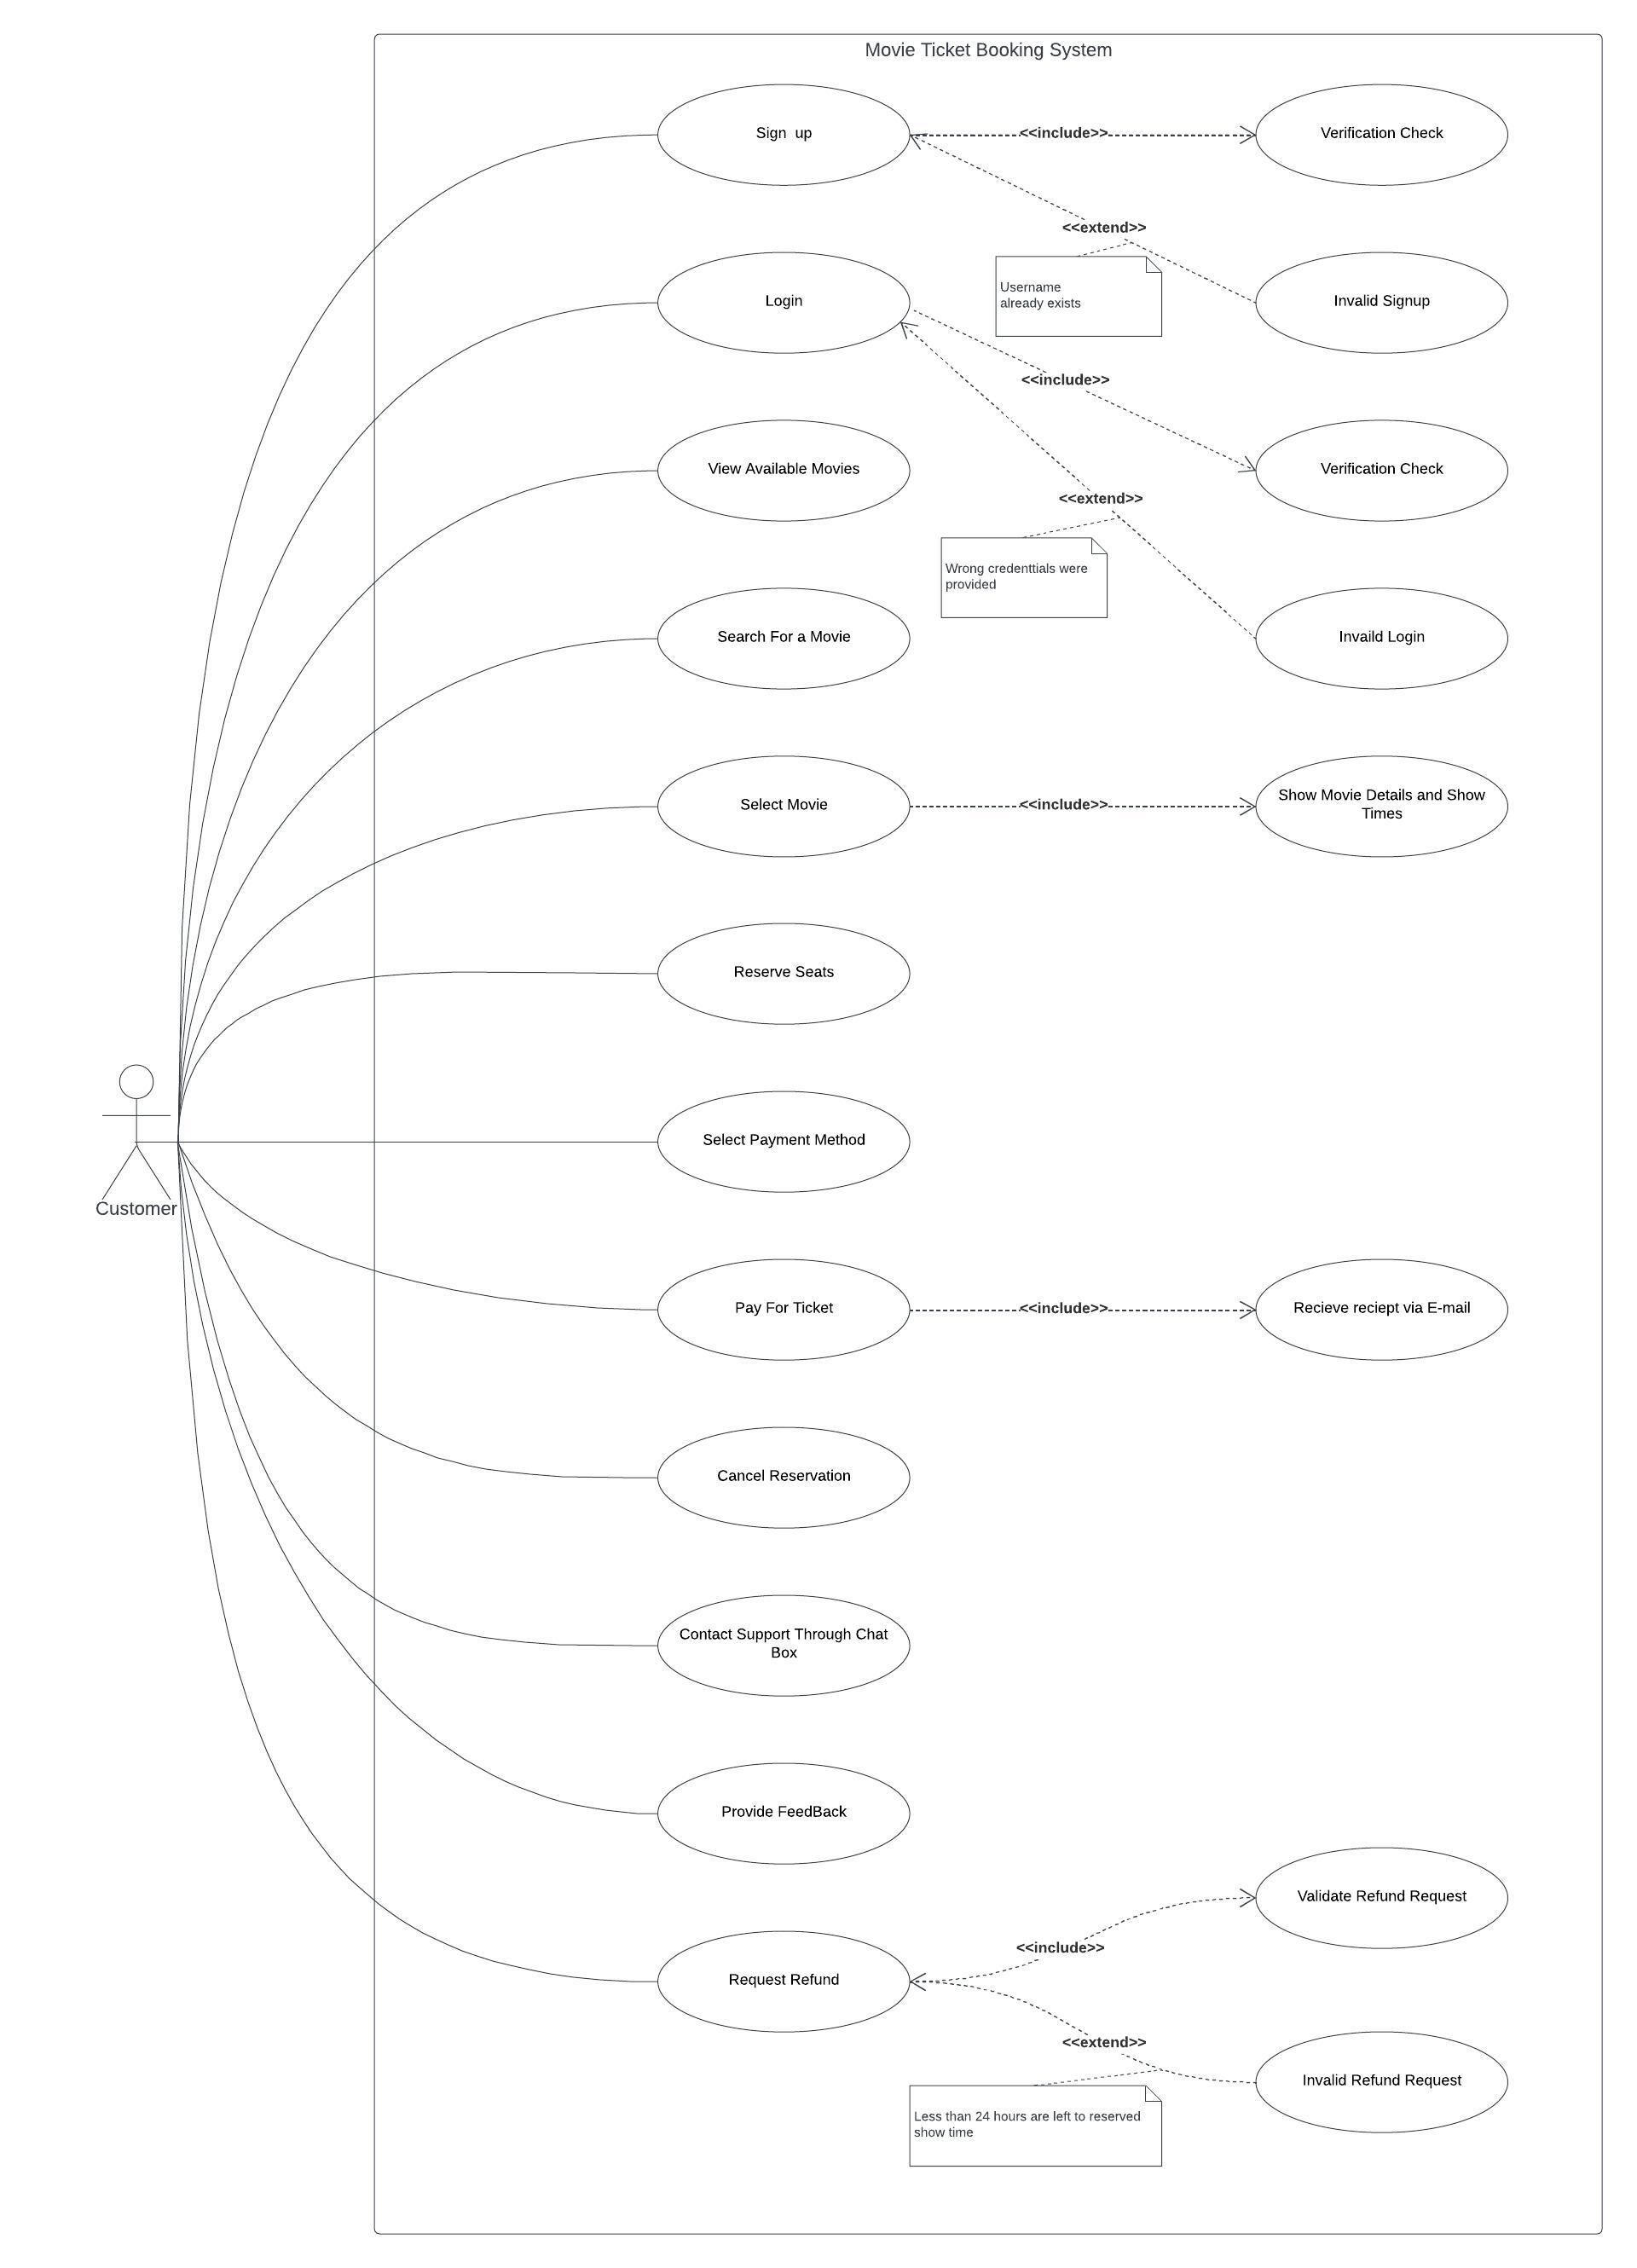 Movie Ticket Booking System
Sign  up
<<include>>
Verification Check
<<extend>>
Username
already exists
Login
Invalid Signup
<<include>>
View Available Movies
Verification Check
<<extend>>
Wrong credenttials were
provided
Search For a Movie
Invaild Login
Select Movie
<<include>>
Show Movie Details and Show
Times
Reserve Seats
Select Payment Method
Customer
Pay For Ticket
<<include>>
Recieve reciept via E-mail
Cancel Reservation
Contact Support Through Chat
Box
Provide FeedBack
Validate Refund Request
<<include>>
Request Refund
<<extend>>
Invalid Refund Request
Less than 24 hours are left to reserved
show time